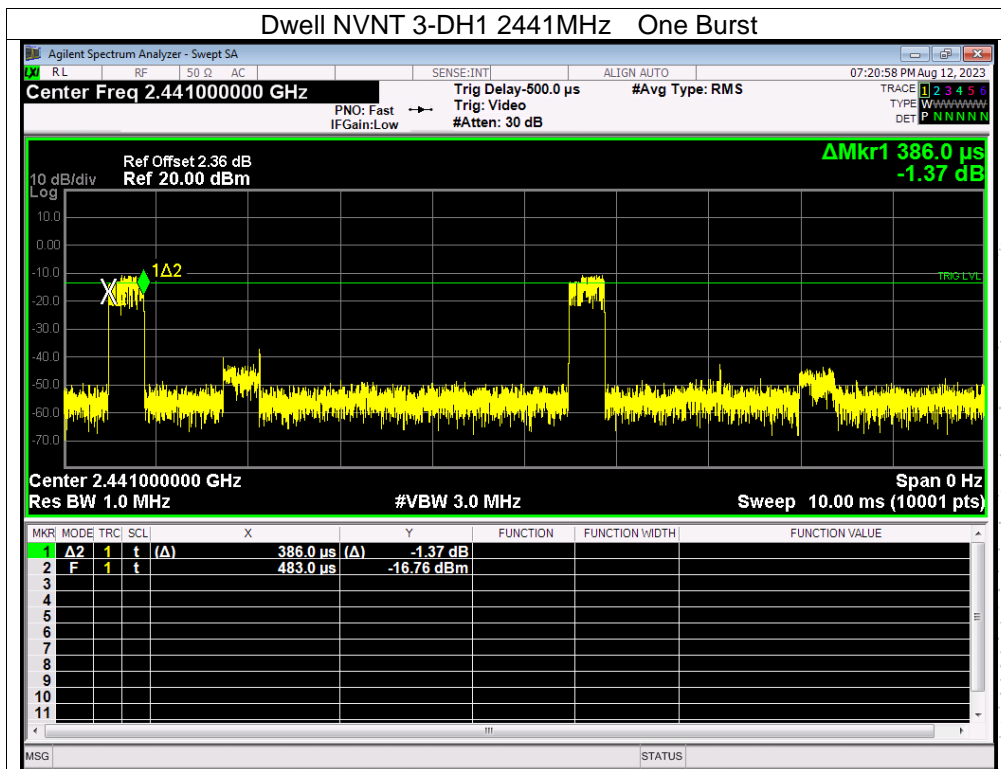 Dwell NVNT 3-DH1 2441MHz One Burst
Agilent Spectrum Analyzer - Swept SA
LXI RL RF 50 Ω AC SENSE:INT ALIGN AUTO 07:20:58 PM Aug 12, 2023
Center Freq 2.441000000 GHz
PNO: Fast
IFGain:Low
Trig Delay-500.0 µs
Trig: Video
#Atten: 30 dB
#Avg Type: RMS
TRACE 1 2 3 4 5 6
TYPE WWWWWW
DET P N N N N N
ΔMkr1 386.0 µs
-1.37 dB
10 dB/div
Log
Ref Offset 2.36 dB
Ref 20.00 dBm
10.0
0.00
-10.0
-20.0
-30.0
-40.0
-50.0
-60.0
-70.0
X
1Δ2
TRIG LVL
Center 2.441000000 GHz Span 0 Hz
Res BW 1.0 MHz #VBW 3.0 MHz Sweep 10.00 ms (10001 pts)
MKR MODE TRC SCL X Y FUNCTION FUNCTION WIDTH FUNCTION VALUE
1 Δ2 1 t (Δ) 386.0 µs (Δ) -1.37 dB
2 F 1 t 483.0 µs -16.76 dBm
3
4
5
6
7
8
9
10
11
MSG STATUS